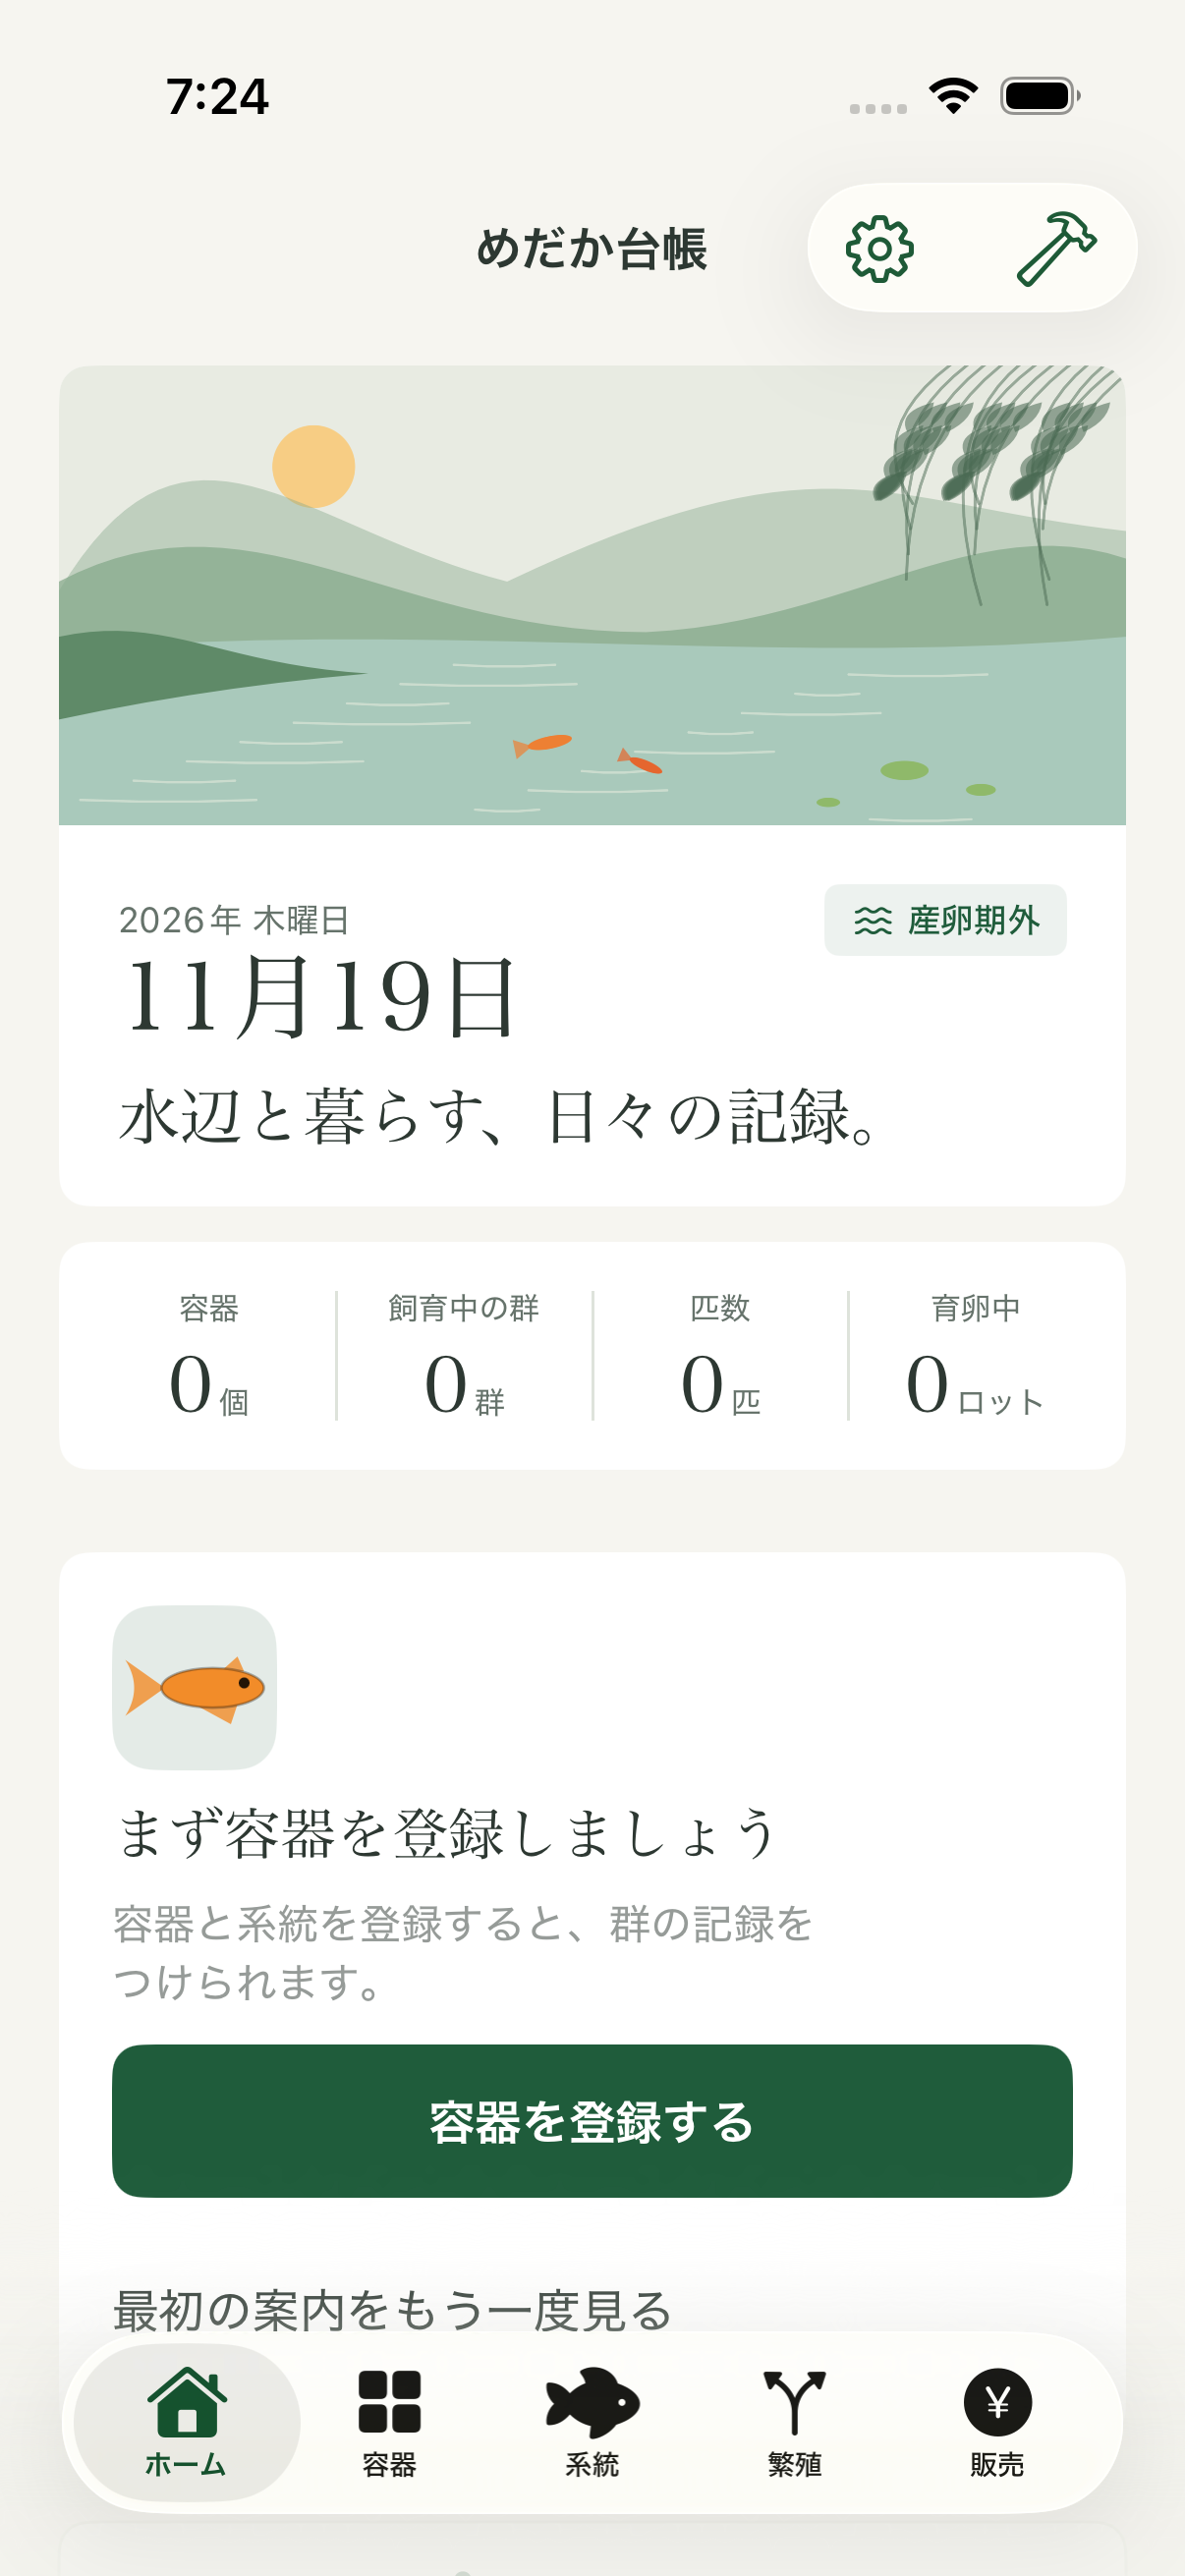 7:24
めだか台帳
2026年 木曜日
産卵期外
11月19日
水辺と暮らす、日々の記録。
容器 飼育中の群 匹数 育卵中
0個 0群 0匹 0ロット
まず容器を登録しましょう
容器と系統を登録すると、群の記録を
つけられます。
容器を登録する
最初の案内をもう一度見る
ホーム 容器 系統 繁殖 販売